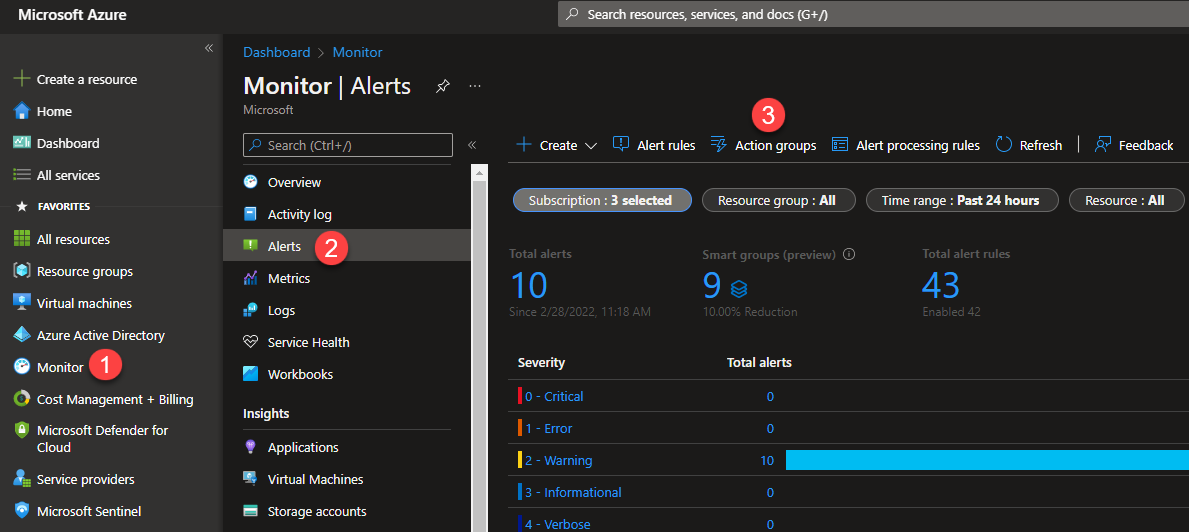 Microsoft Azure
Search resources, services, and docs (G+/)
«
Create a resource
Home
Dashboard
All services
FAVORITES
All resources
Resource groups
Virtual machines
Azure Active Directory
Monitor 1
Cost Management + Billing
Microsoft Defender for
Cloud
Service providers
Microsoft Sentinel
Dashboard > Monitor
Monitor | Alerts ...
Microsoft
Search (Ctrl+/) «
Overview
Activity log
Alerts 2
Metrics
Logs
Service Health
Workbooks
Insights
Applications
Virtual Machines
Storage accounts
3
Create Alert rules Action groups Alert processing rules Refresh Feedback
Subscription : 3 selected Resource group : All Time range : Past 24 hours Resource : All
Total alerts Smart groups (preview) Total alert rules
10 9 43
Since 2/28/2022, 11:18 AM 10.00% Reduction Enabled 42
Severity Total alerts
0 - Critical 0
1 - Error 0
2 - Warning 10
3 - Informational 0
4 - Verbose 0